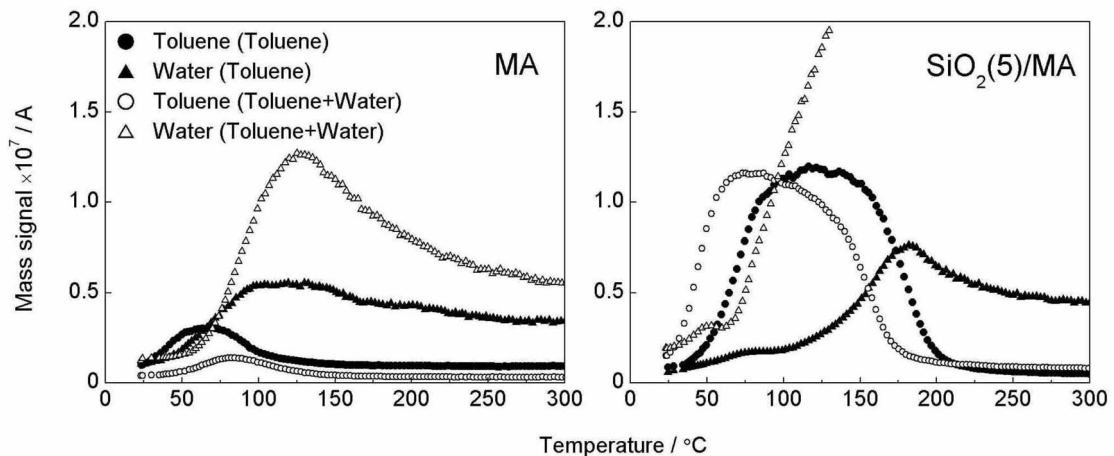 2.0
1.5
1.0
0.5
0
Mass signal ×10⁷ / A
Toluene (Toluene)
Water (Toluene)
Toluene (Toluene+Water)
Water (Toluene+Water)
MA
0 50 100 150 200 250 300
2.0
1.5
1.0
0.5
0
SiO₂(5)/MA
0 50 100 150 200 250 300
Temperature / °C